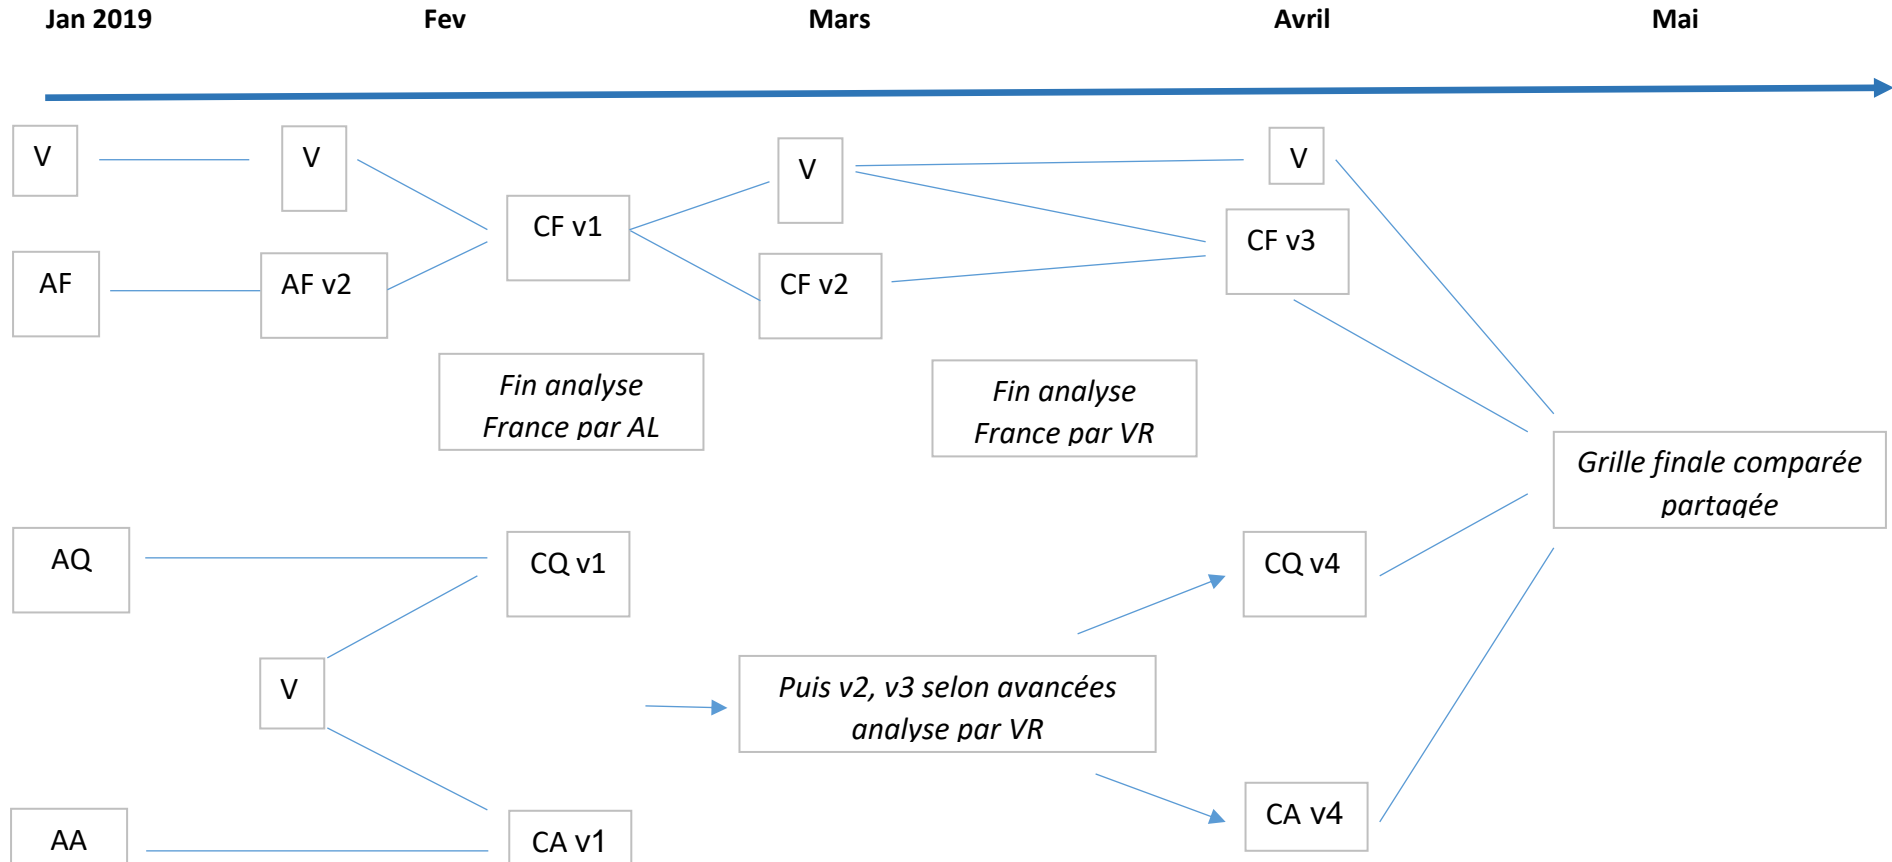 Jan 2019 Fev Mars Avril Mai
V V V V
CF v1 CF v3
AF AF v2 CF v2
Fin analyse
France par AL
Fin analyse
France par VR
Grille finale comparée
partagée
AQ CQ v1 CQ v4
V
Puis v2, v3 selon avancées
analyse par VR
AA CA v1 CA v4